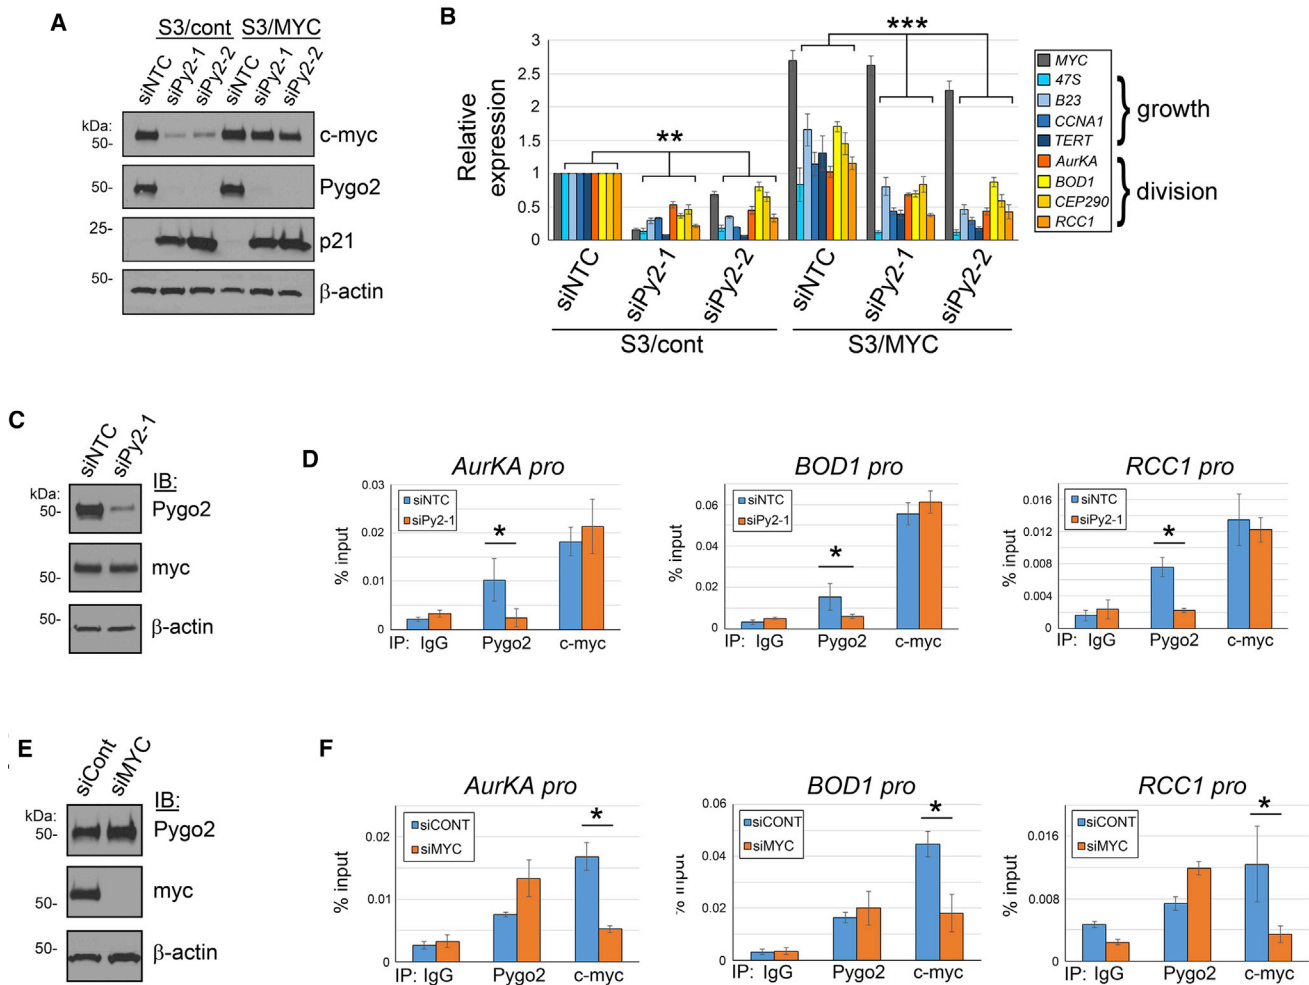 A
S3/cont S3/MYC
siNTC siPy2-1 siPy2-2 siNTC siPy2-1 siPy2-2
kDa:
50- c-myc
50- Pygo2
25- p21
50- β-actin
B
Relative expression
3
2.5
2
1.5
1
0.5
0
** ***
siNTC siPy2-1 siPy2-2 siNTC siPy2-1 siPy2-2
S3/cont S3/MYC
MYC
47S
B23
CCNA1
TERT
AurKA
BOD1
CEP290
RCC1
growth
division
C
siNTC siPy2-1
IB:
kDa:
50- Pygo2
50- myc
50- β-actin
D
AurKA pro
% input
0.03
0.02
0.01
0
siNTC
siPy2-1
*
IP: IgG Pygo2 c-myc
BOD1 pro
% input
0.06
0.04
0.02
0
siNTC
siPy2-1
*
IP: IgG Pygo2 c-myc
RCC1 pro
% input
0.016
0.012
0.008
0.004
0
siNTC
siPy2-1
*
IP: IgG Pygo2 c-myc
E
siCont siMYC
IB:
kDa:
50- Pygo2
50- myc
50- β-actin
F
AurKA pro
% input
0.02
0.01
0
siCONT
siMYC
*
IP: IgG Pygo2 c-myc
BOD1 pro
% input
0.06
0.04
0.02
0
siCONT
siMYC
*
IP: IgG Pygo2 c-myc
RCC1 pro
% input
0.016
0.008
0
siCONT
siMYC
*
IP: IgG Pygo2 c-myc